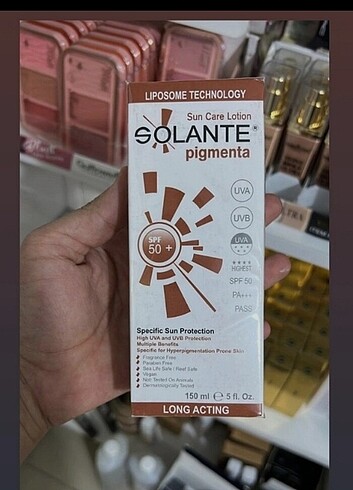 LIPOSOME TECHNOLOGY
Sun Care Lotion
SOLANTE®
pigmenta
UVA
UVB
SPF
50 +
UVA
★★★★
HIGHEST
SPF 50
PA+++
Specific Sun Protection
High UVA and UVB Protection
Multiple Benefits
Specific for Hyperpigmentation Prone Skin
Fragrance Free
Paraben Free
Sea Life Safe / Reef Safe
Vegan
Not Tested On Animals
Dermatologically Tested
150 ml ℮ 5 fl. Oz.
LONG ACTING